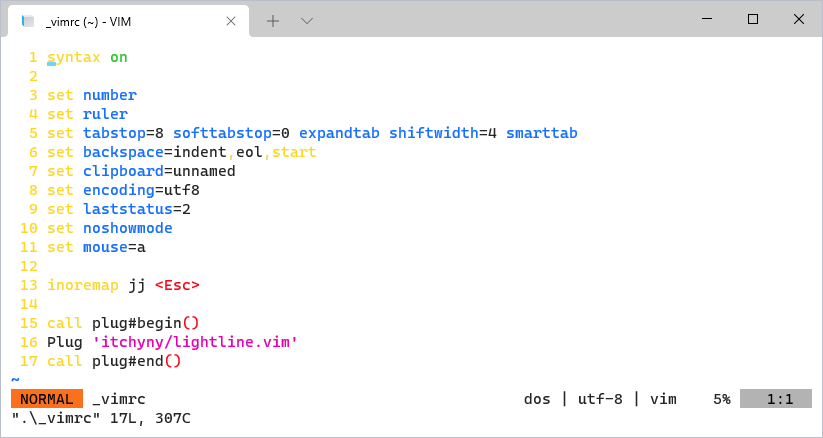 _vimrc (~) - VIM
1 syntax on
2
3 set number
4 set ruler
5 set tabstop=8 softtabstop=0 expandtab shiftwidth=4 smarttab
6 set backspace=indent,eol,start
7 set clipboard=unnamed
8 set encoding=utf8
9 set laststatus=2
10 set noshowmode
11 set mouse=a
12
13 inoremap jj <Esc>
14
15 call plug#begin()
16 Plug 'itchyny/lightline.vim'
17 call plug#end()
~
NORMAL _vimrc dos | utf-8 | vim 5% 1:1
".\_vimrc" 17L, 307C